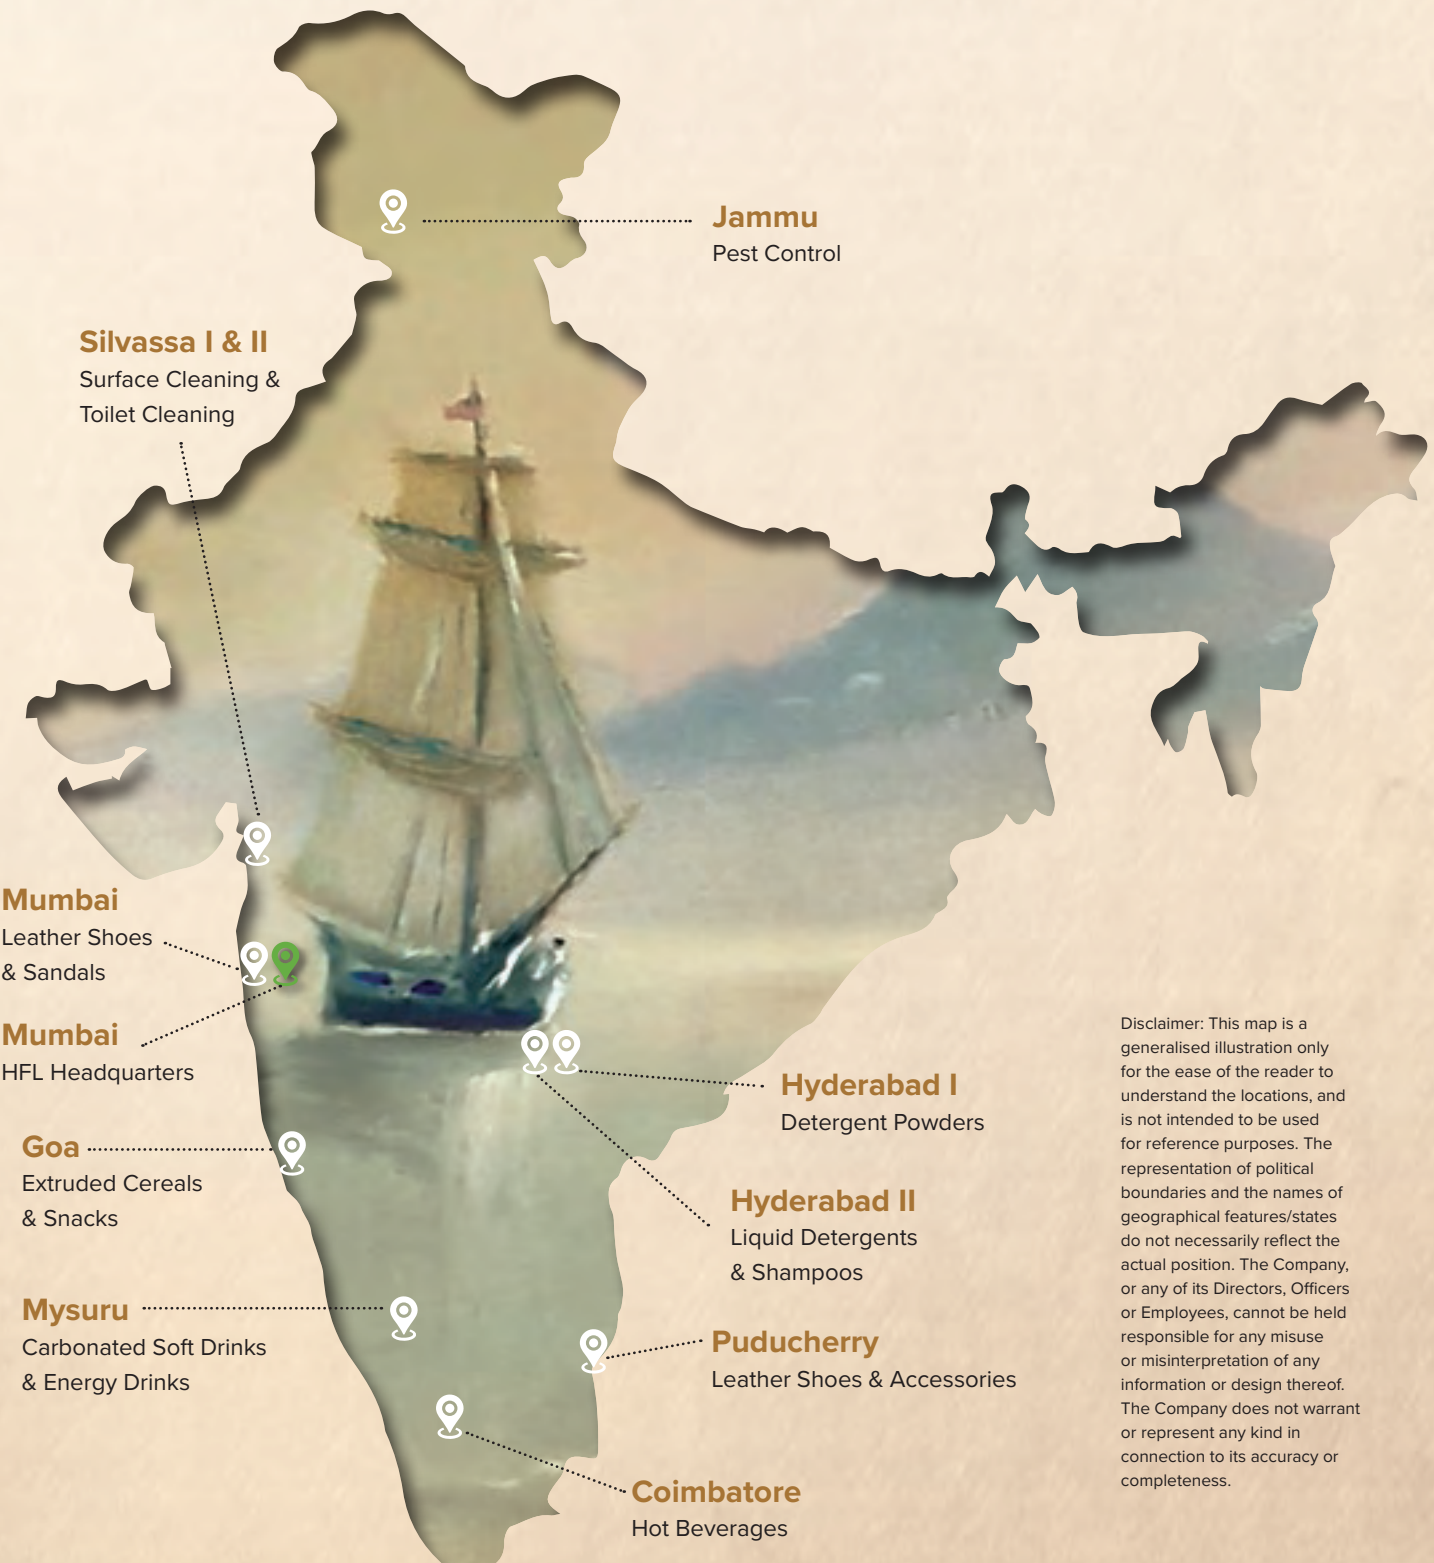 Jammu
Pest Control
Silvassa I & II
Surface Cleaning &
Toilet Cleaning
Mumbai
Leather Shoes
& Sandals
Mumbai
HFL Headquarters
Goa
Extruded Cereals
& Snacks
Mysuru
Carbonated Soft Drinks
& Energy Drinks
Hyderabad I
Detergent Powders
Hyderabad II
Liquid Detergents
& Shampoos
Puducherry
Leather Shoes & Accessories
Coimbatore
Hot Beverages
Disclaimer: This map is a
generalised illustration only
for the ease of the reader to
understand the locations, and
is not intended to be used
for reference purposes. The
representation of political
boundaries and the names of
geographical features/states
do not necessarily reflect the
actual position. The Company,
or any of its Directors, Officers
or Employees, cannot be held
responsible for any misuse
or misinterpretation of any
information or design thereof.
The Company does not warrant
or represent any kind in
connection to its accuracy or
completeness.